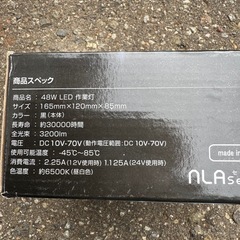 商品スペック
商品名：48W LED 作業灯
サイズ：165mm×120mm×85mm
カラー：黒(本体)
寿命：約30000時間
全光束：3200lm
電圧：DC10V-70V(動作電圧範囲：DC 10V-70V)
使用可能温度：-45℃~85℃
消費電流：2.25A(12V使用時) 1.125A(24V使用時)
色温度：約6500K(昼白色)
made in